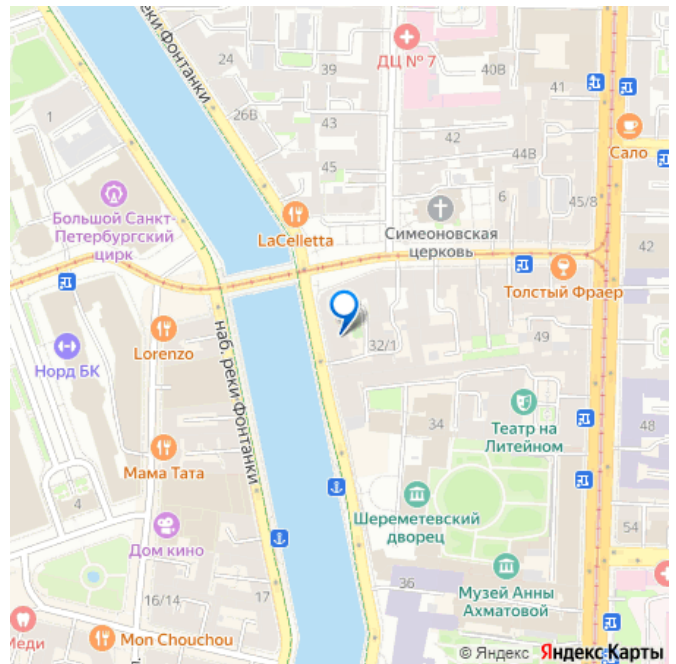 наб. реки Фонтанки
ДЦ № 7
24
39
40В
41
26В
43
1
42
44В
Сало
45
6
45/8
Большой Санкт-
Петербургский
цирк
LaCelletta
Симеоновская
церковь
42
Толстый Фраер
Норд БК
Lorenzo
наб. реки Фонтанки
32/1
49
34
Театр на
Литейном
48
Мама Тата
4
Шереметевский
дворец
Дом кино
54
16/14
17
36
Музей Анны
Ахматовой
Меди
Mon Chouchou
© Яндекс Яндекс Карты